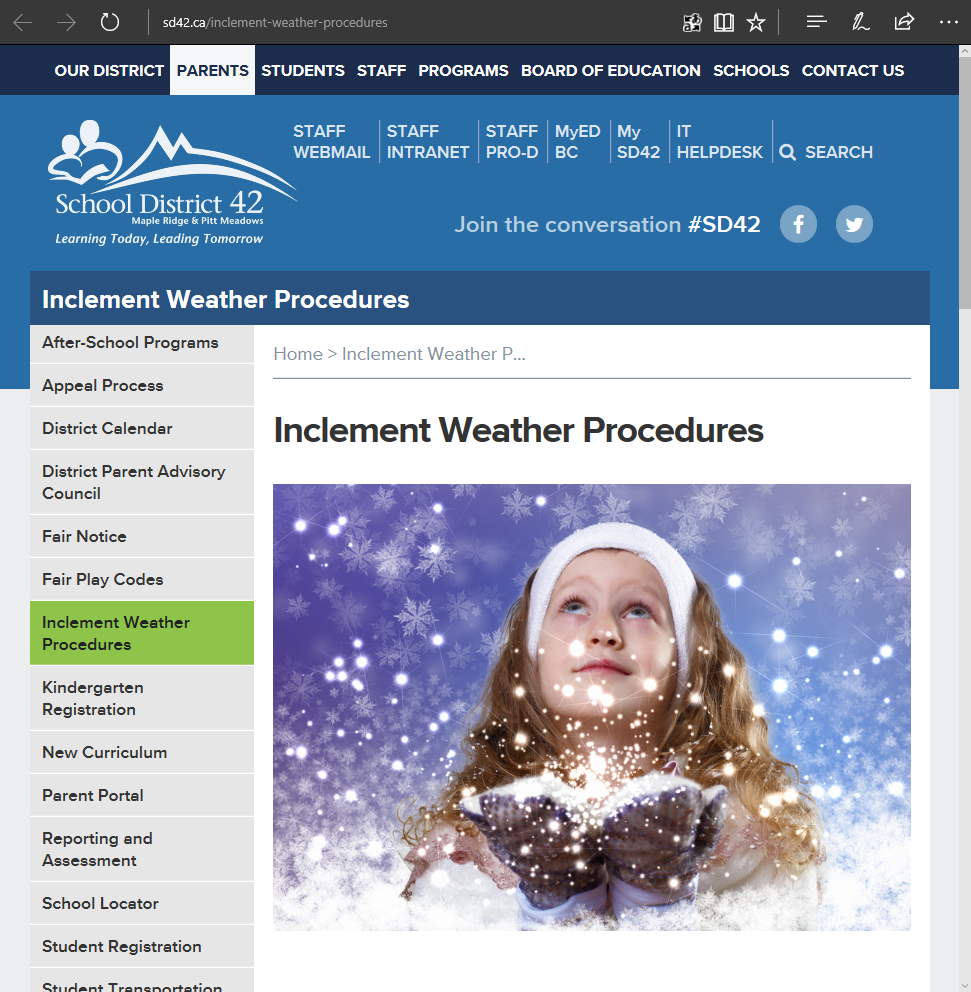 sd42.ca/inclement-weather-procedures
OUR DISTRICT PARENTS STUDENTS STAFF PROGRAMS BOARD OF EDUCATION SCHOOLS CONTACT US
STAFF WEBMAIL
STAFF INTRANET
STAFF PRO-D
MyED BC
My SD42
IT HELPDESK
SEARCH
School District 42
Maple Ridge & Pitt Meadows
Learning Today, Leading Tomorrow
Join the conversation #SD42
Inclement Weather Procedures
After-School Programs
Appeal Process
District Calendar
District Parent Advisory
Council
Fair Notice
Fair Play Codes
Inclement Weather
Procedures
Kindergarten
Registration
New Curriculum
Parent Portal
Reporting and
Assessment
School Locator
Student Registration
Student Transportation
Home > Inclement Weather P...
Inclement Weather Procedures